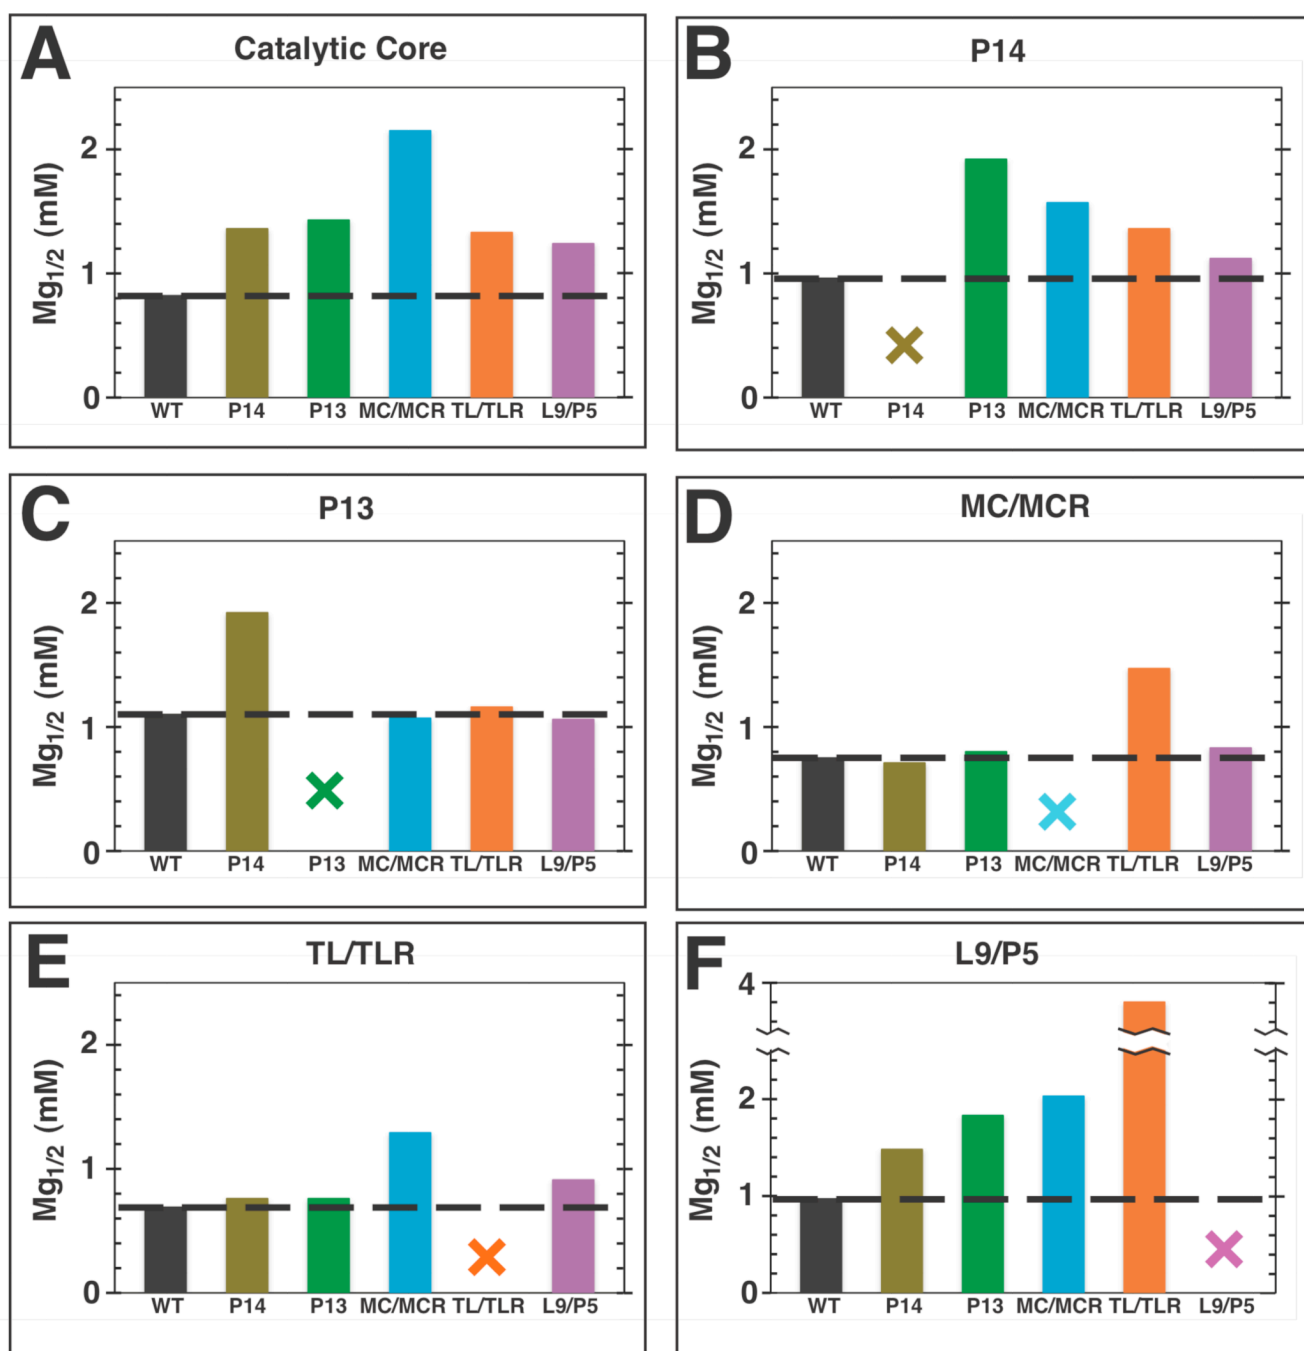 A
Catalytic Core
Mg1/2 (mM)
2
1
0
WT P14 P13 MC/MCR TL/TLR L9/P5
B
P14
Mg1/2 (mM)
2
1
0
WT P14 P13 MC/MCR TL/TLR L9/P5
C
P13
Mg1/2 (mM)
2
1
0
WT P14 P13 MC/MCR TL/TLR L9/P5
D
MC/MCR
Mg1/2 (mM)
2
1
0
WT P14 P13 MC/MCR TL/TLR L9/P5
E
TL/TLR
Mg1/2 (mM)
2
1
0
WT P14 P13 MC/MCR TL/TLR L9/P5
F
L9/P5
Mg1/2 (mM)
4
2
1
0
WT P14 P13 MC/MCR TL/TLR L9/P5